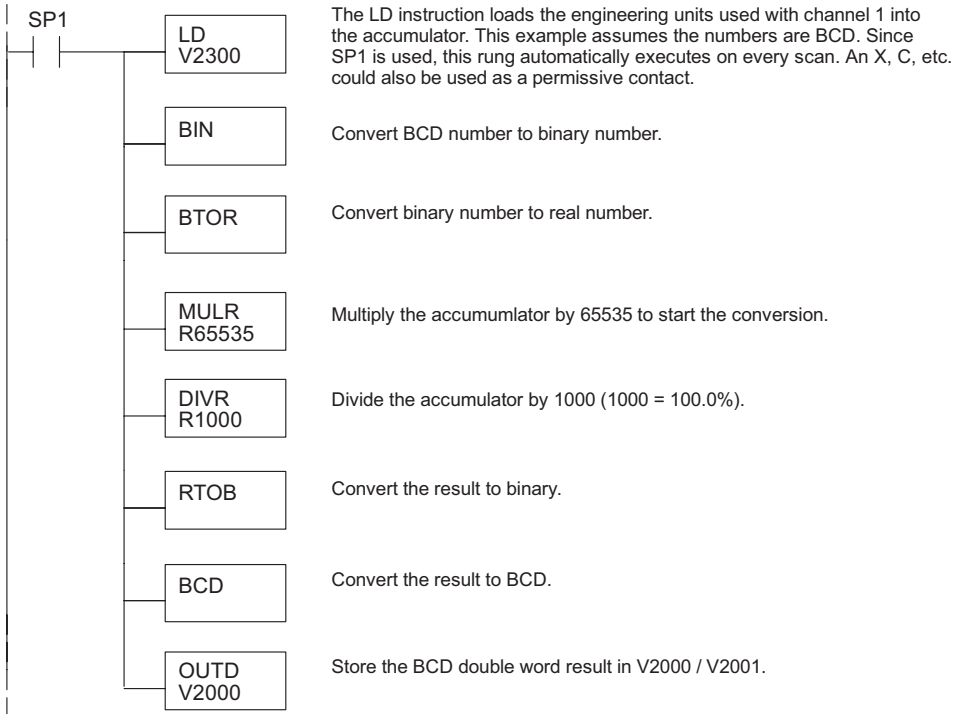 SP1
LD
V2300
The LD instruction loads the engineering units used with channel 1 into
the accumulator. This example assumes the numbers are BCD. Since
SP1 is used, this rung automatically executes on every scan. An X, C, etc.
could also be used as a permissive contact.
BIN
Convert BCD number to binary number.
BTOR
Convert binary number to real number.
MULR
R65535
Multiply the accumumlator by 65535 to start the conversion.
DIVR
R1000
Divide the accumulator by 1000 (1000 = 100.0%).
RTOB
Convert the result to binary.
BCD
Convert the result to BCD.
OUTD
V2000
Store the BCD double word result in V2000 / V2001.